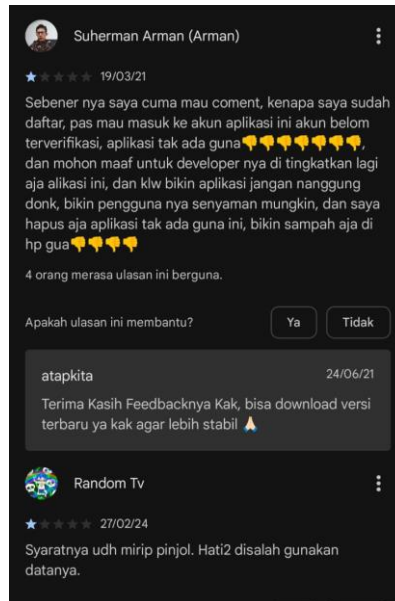 Suherman Arman (Arman)
19/03/21
Sebener nya saya cuma mau coment, kenapa saya sudah
daftar, pas mau masuk ke akun aplikasi ini akun belom
terverifikasi, aplikasi tak ada guna👎👎👎👎👎👎👎,
dan mohon maaf untuk developer nya di tingkatkan lagi
aja alikasi ini, dan klw bikin aplikasi jangan nanggung
donk, bikin pengguna nya senyaman mungkin, dan saya
hapus aja aplikasi tak ada guna ini, bikin sampah aja di
hp gua👎👎👎👎
4 orang merasa ulasan ini berguna.
Apakah ulasan ini membantu? Ya Tidak
atapkita 24/06/21
Terima Kasih Feedbacknya Kak, bisa download versi
terbaru ya kak agar lebih stabil 🙏🏻
Random Tv
27/02/24
Syaratnya udh mirip pinjol. Hati2 disalah gunakan
datanya.